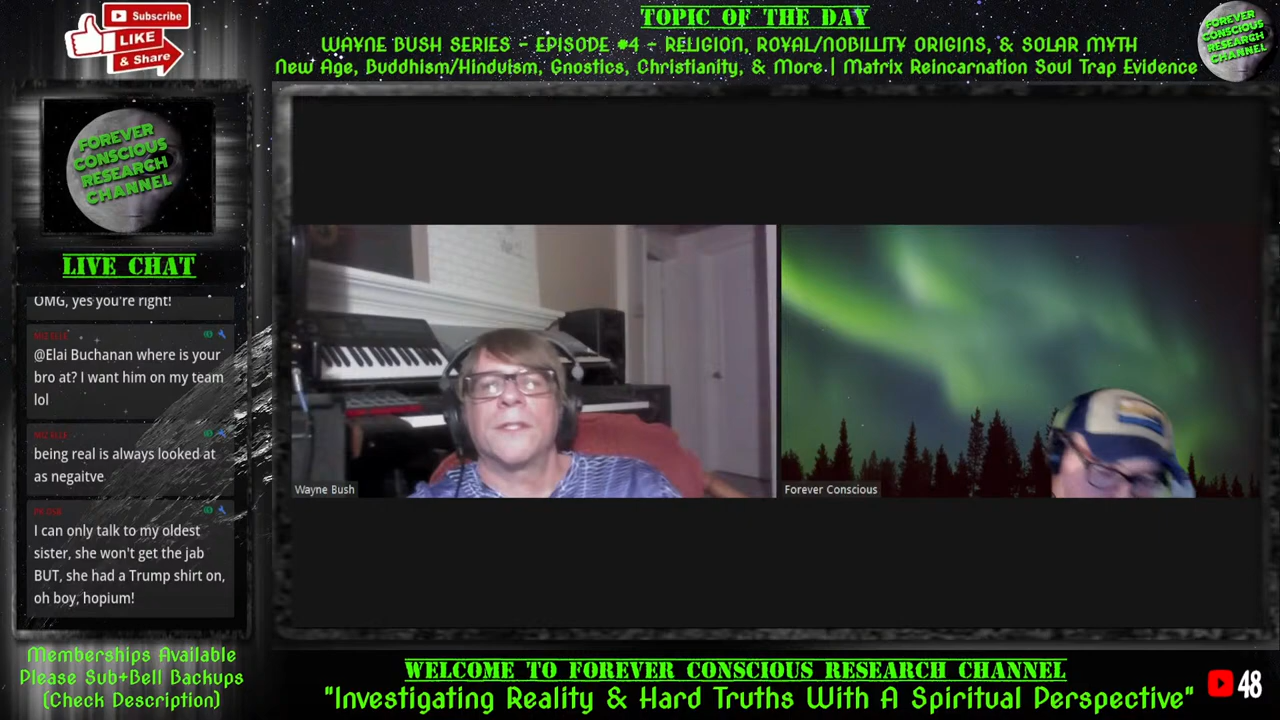 Subscribe
LIKE
& Share
TOPIC OF THE DAY
WAYNE BUSH SERIES - EPISODE #4 - RELIGION, ROYAL/NOBILLITY ORIGINS, & SOLAR MYTH
New Age, Buddhism/Hinduism, Gnostics, Christianity, & More | Matrix Reincarnation Soul Trap Evidence
FOREVER
CONSCIOUS
RESEARCH
CHANNEL
FOREVER
CONSCIOUS
RESEARCH
CHANNEL
LIVE CHAT
OMG, yes you're right!
@Elai Buchanan where is your
bro at? I want him on my team
lol
being real is always looked at
as negaitve
I can only talk to my oldest
sister, she won't get the jab
BUT, she had a Trump shirt on,
oh boy, hopium!
Wayne Bush
Forever Conscious
Memberships Available
Please Sub+Bell Backups
(Check Description)
WELCOME TO FOREVER CONSCIOUS RESEARCH CHANNEL
"Investigating Reality & Hard Truths With A Spiritual Perspective"
48